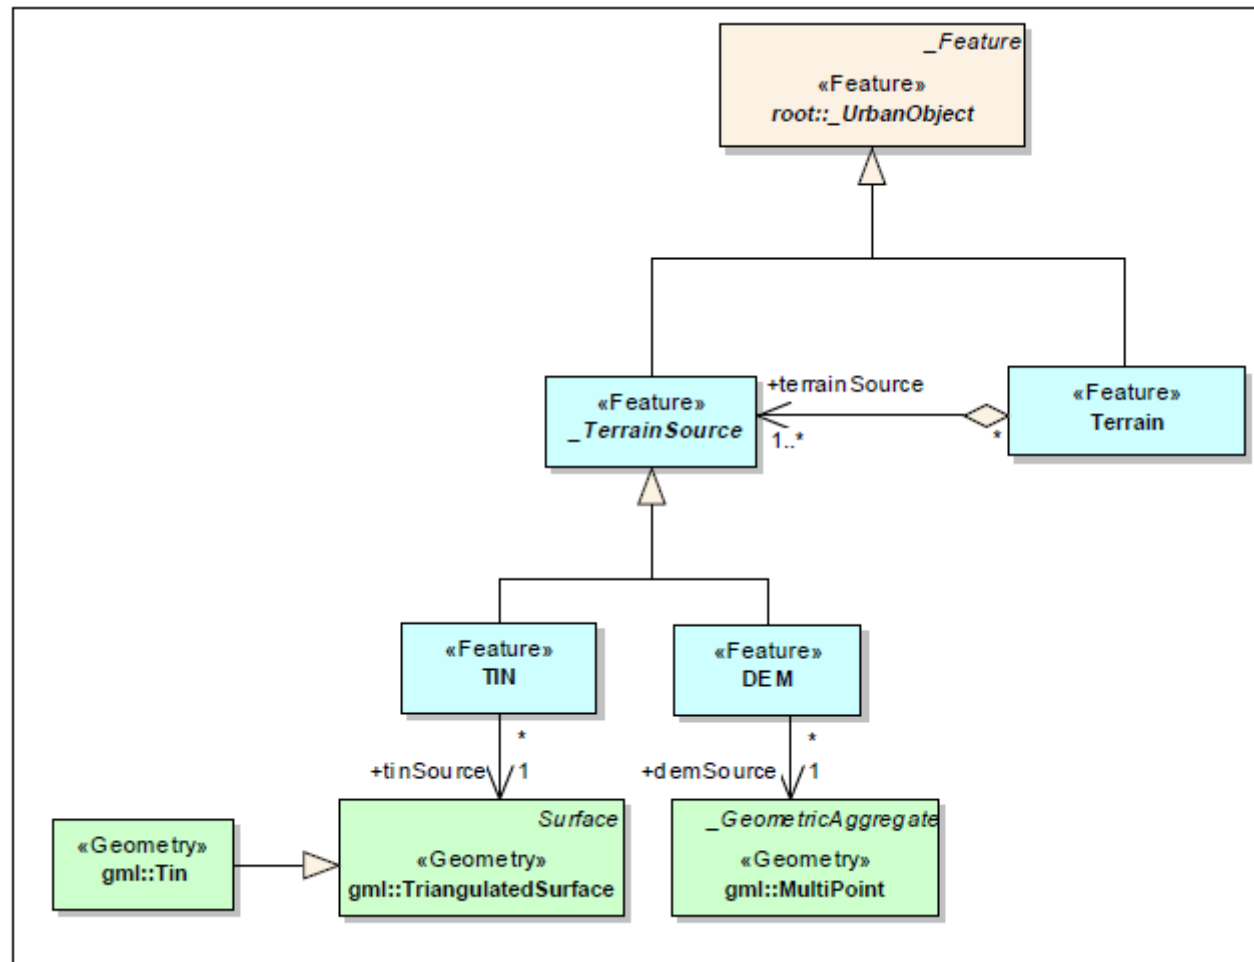 _Feature
«Feature»
root::_UrbanObject
«Feature»
_TerrainSource
+terrainSource
1..*
*
«Feature»
Terrain
«Feature»
TIN
«Feature»
DEM
*
+tinSource
1
*
+demSource
1
«Geometry»
gml::Tin
Surface
«Geometry»
gml::TriangulatedSurface
_GeometricAggregate
«Geometry»
gml::MultiPoint